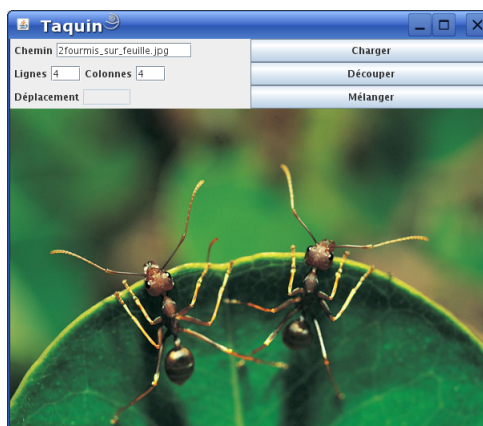 Taquin
Chemin 2fourmis_sur_feuille.jpg Charger
Lignes 4 Colonnes 4 Découper
Déplacement Mélanger